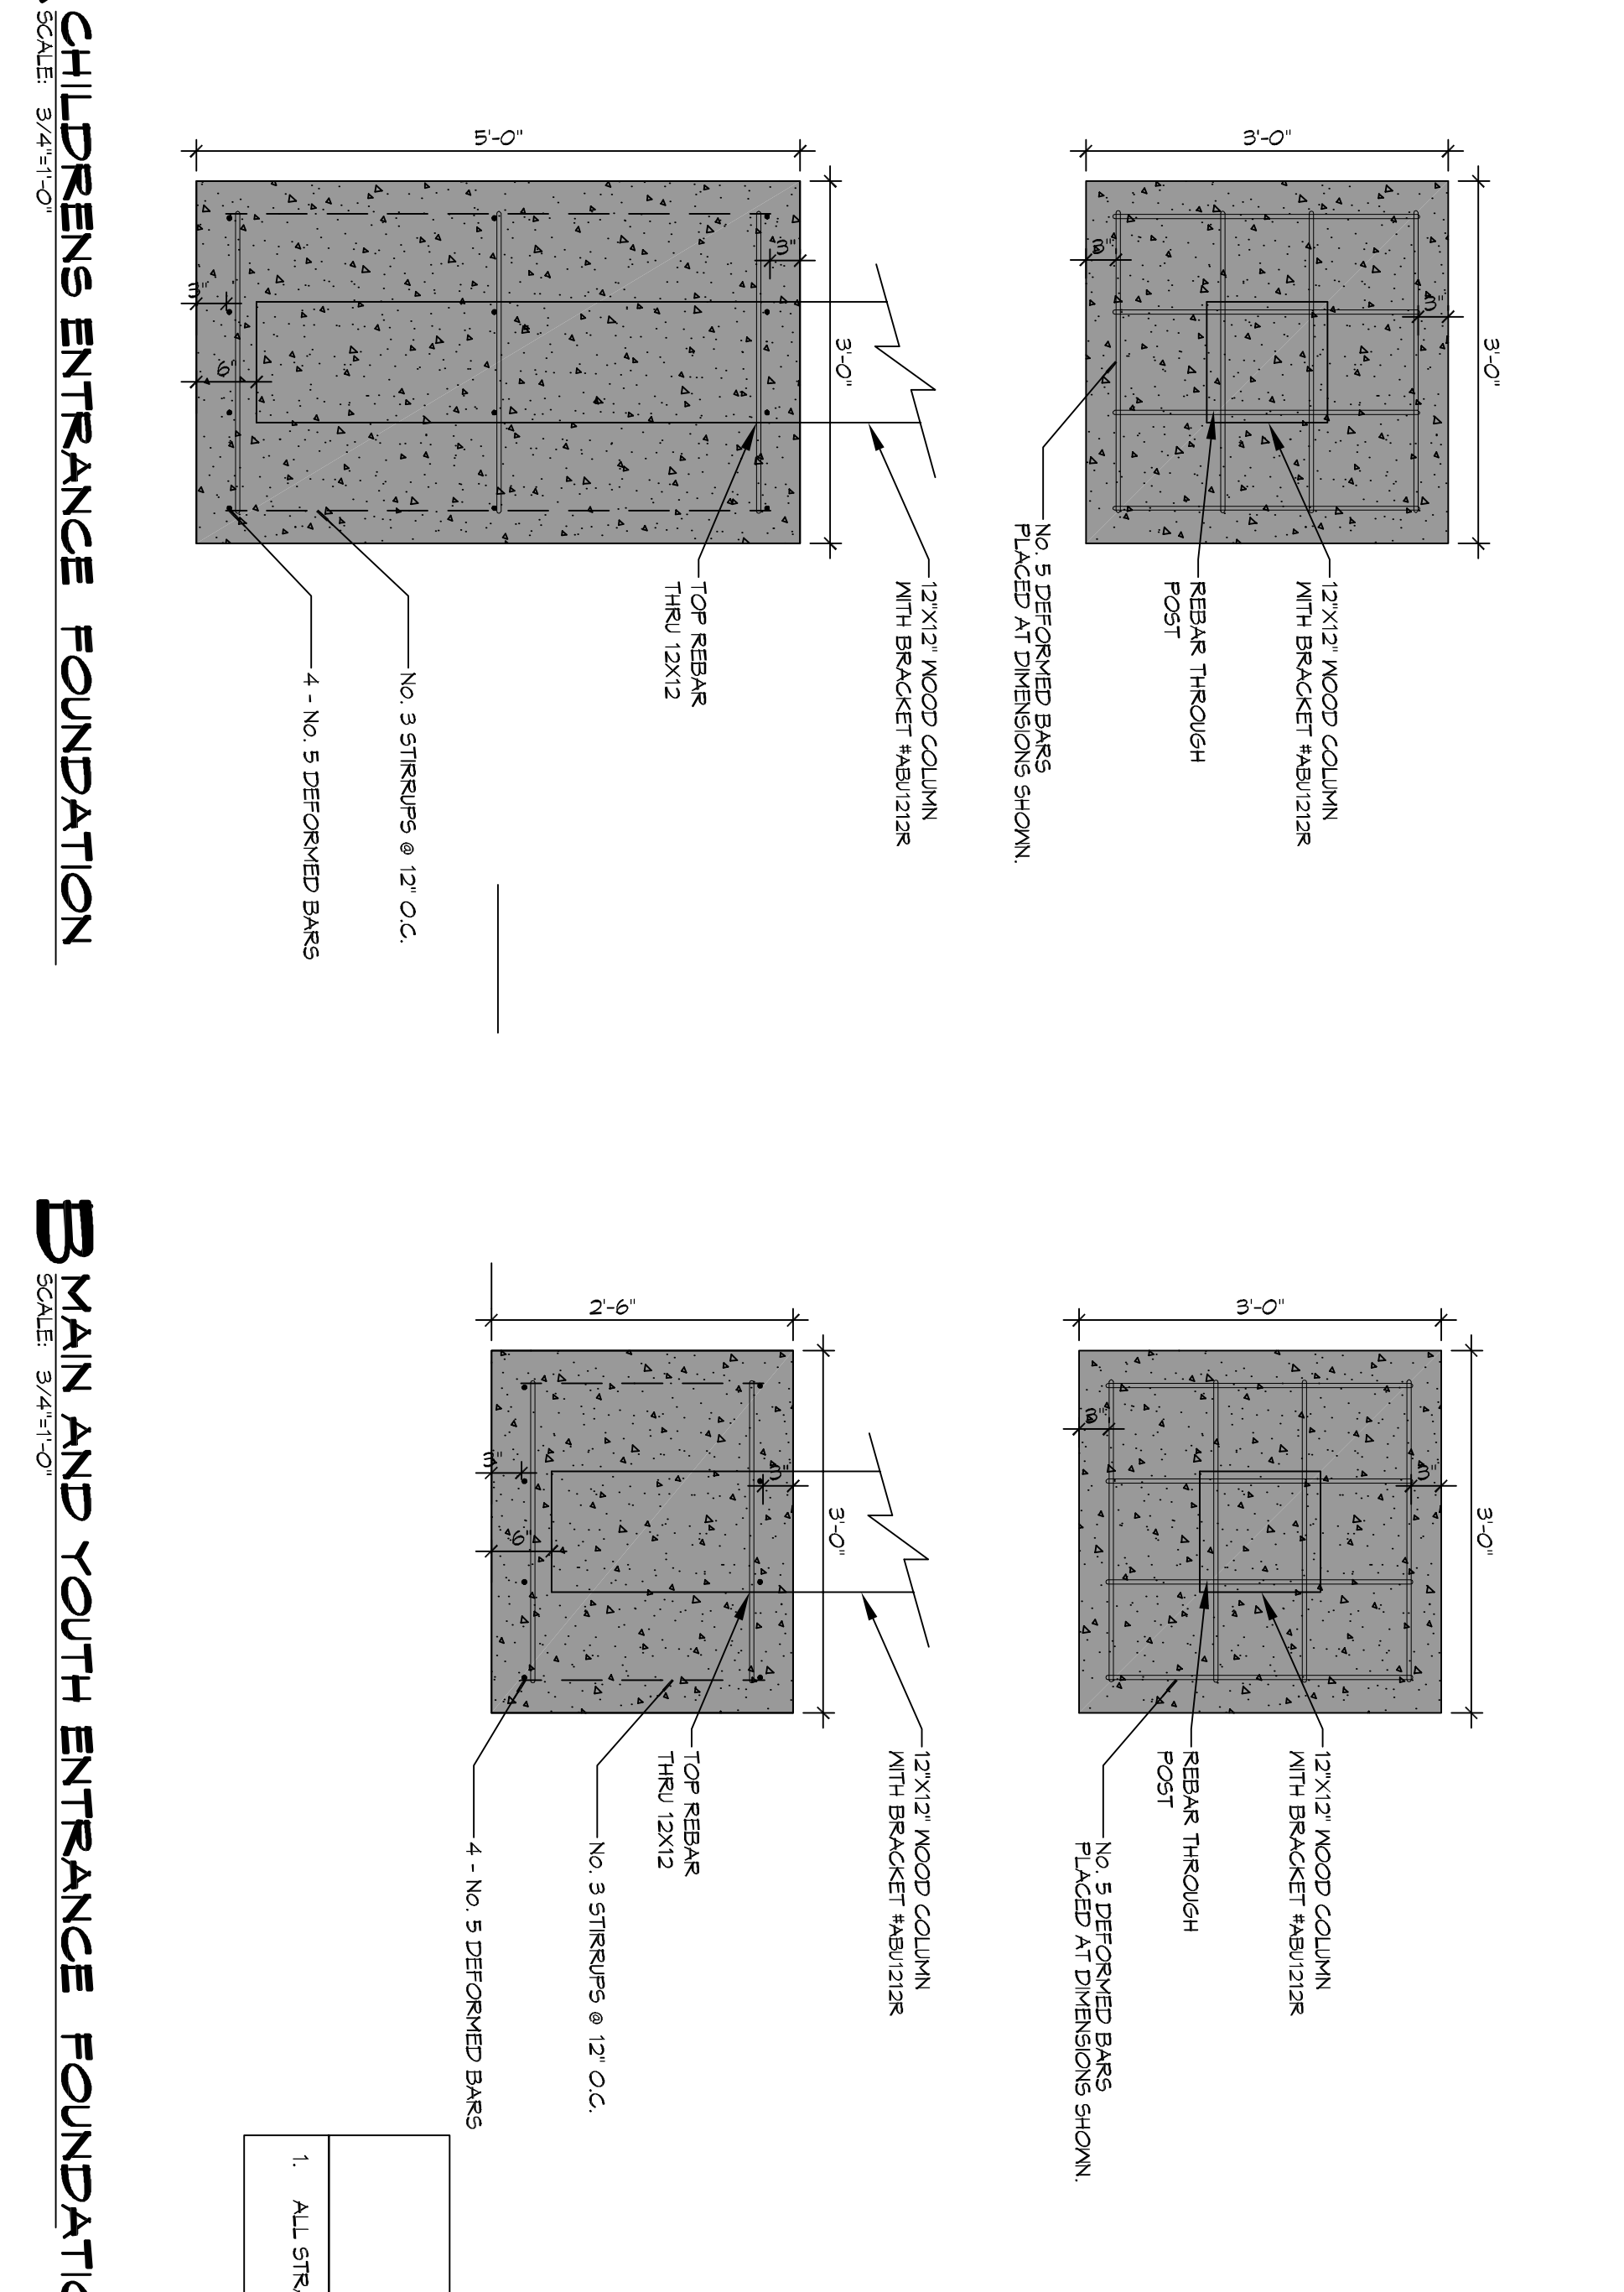 3'-0"
3'-0"
3"
3"
12"X12" WOOD COLUMN
WITH BRACKET #ABU1212R
REBAR THROUGH
POST
No. 5 DEFORMED BARS
PLACED AT DIMENSIONS SHOWN.
3'-0"
5'-0"
3"
3"
6"
12"X12" WOOD COLUMN
WITH BRACKET #ABU1212R
TOP REBAR
THRU 12X12
No. 3 STIRRUPS @ 12" O.C.
4 - No. 5 DEFORMED BARS
CHILDRENS ENTRANCE FOUNDATION
SCALE: 3/4"=1'-0"
3'-0"
3'-0"
3"
3"
12"X12" WOOD COLUMN
WITH BRACKET #ABU1212R
REBAR THROUGH
POST
No. 5 DEFORMED BARS
PLACED AT DIMENSIONS SHOWN.
3'-0"
2'-6"
3"
3"
6"
12"X12" WOOD COLUMN
WITH BRACKET #ABU1212R
TOP REBAR
THRU 12X12
No. 3 STIRRUPS @ 12" O.C.
4 - No. 5 DEFORMED BARS
B MAIN AND YOUTH ENTRANCE
SCALE: 3/4"=1'-0"
1. ALL